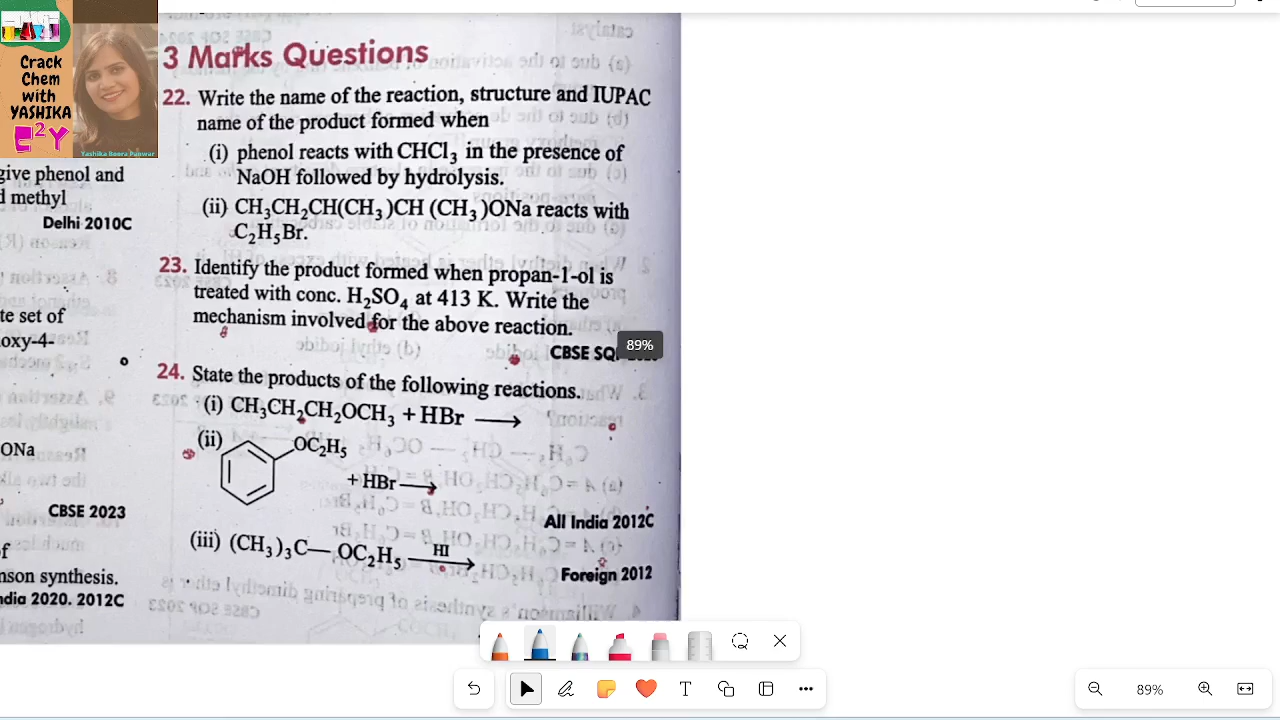 Crack
Chem
with
YASHIKA
E²Y
Yashika Boora Panwar
give phenol and
d methyl
Delhi 2010C
te set of
oxy-4-
ONa
CBSE 2023
of
nson synthesis.
ndia 2020. 2012C
3 Marks Questions
22. Write the name of the reaction, structure and IUPAC
name of the product formed when
(i) phenol reacts with CHCl₃ in the presence of
NaOH followed by hydrolysis.
(ii) CH₃CH₂CH(CH₃)CH (CH₃)ONa reacts with
C₂H₅Br.
23. Identify the product formed when propan-1-ol is
treated with conc. H₂SO₄ at 413 K. Write the
mechanism involved for the above reaction.
CBSE SQP
89%
24. State the products of the following reactions.
(i) CH₃CH₂CH₂OCH₃ + HBr ⟶
(ii)
OC₂H₅
+ HBr ⟶
All India 2012C
(iii) (CH₃)₃C— OC₂H₅ ⟶
HI
Foreign 2012
T
89%